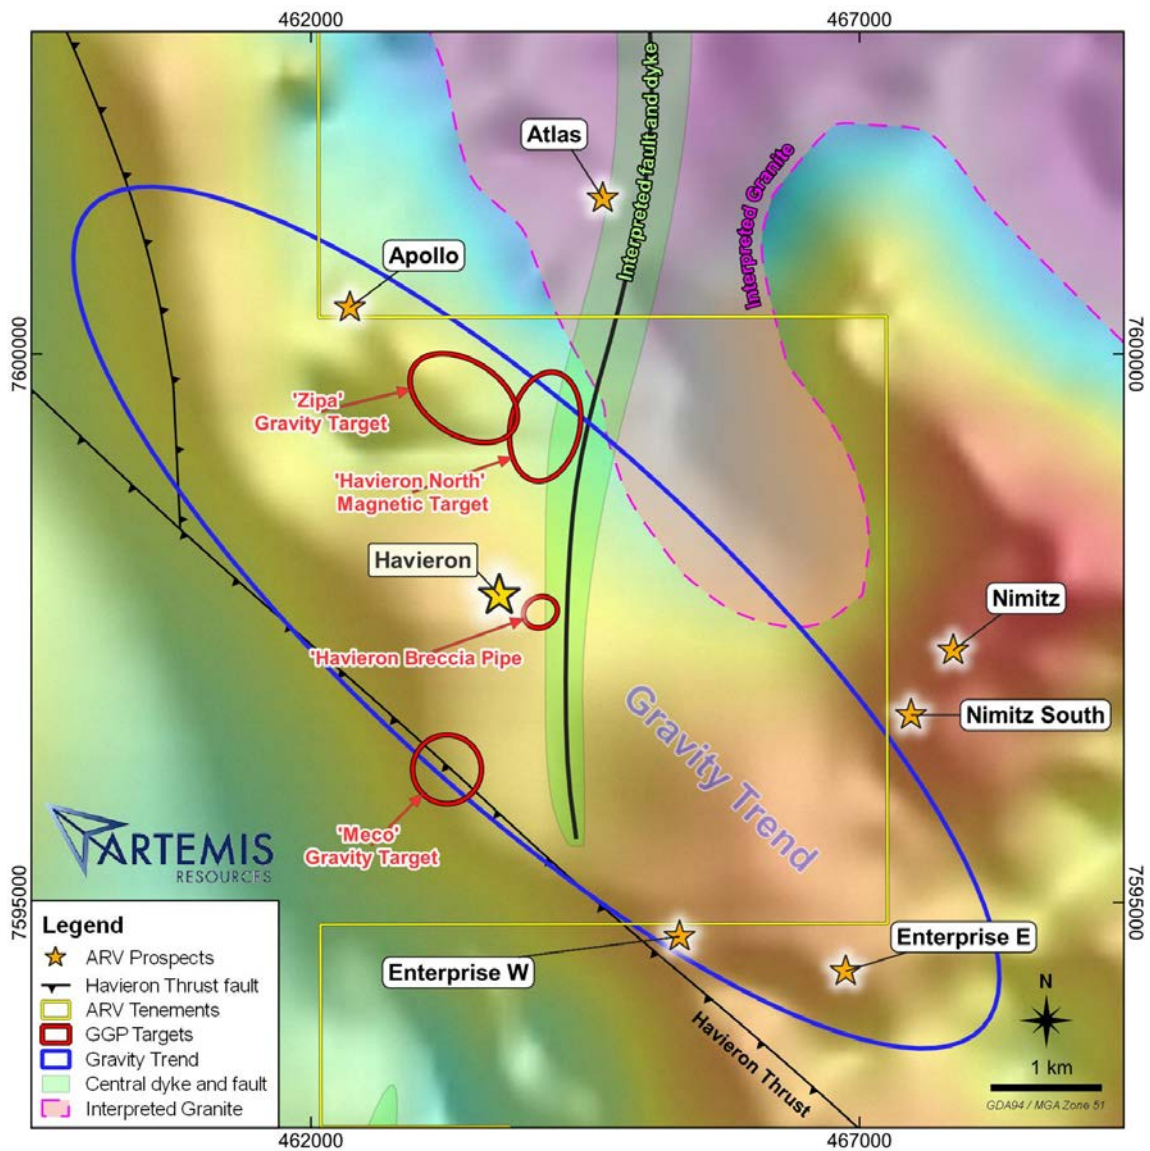 462000
467000
Atlas
Interpreted fault and dyke
Interpreted Granite
Apollo
7600000
7600000
'Zipa'
Gravity Target
'Havieron North'
Magnetic Target
Havieron
Nimitz
'Havieron Breccia Pipe
Nimitz South
Gravity Trend
'Meco'
Gravity Target
ARTEMIS
RESOURCES
7595000
7595000
Enterprise W
Enterprise E
Havieron Thrust
Legend
ARV Prospects
Havieron Thrust fault
ARV Tenements
GGP Targets
Gravity Trend
Central dyke and fault
Interpreted Granite
N
1 km
GDA94 / MGA Zone 51
462000
467000